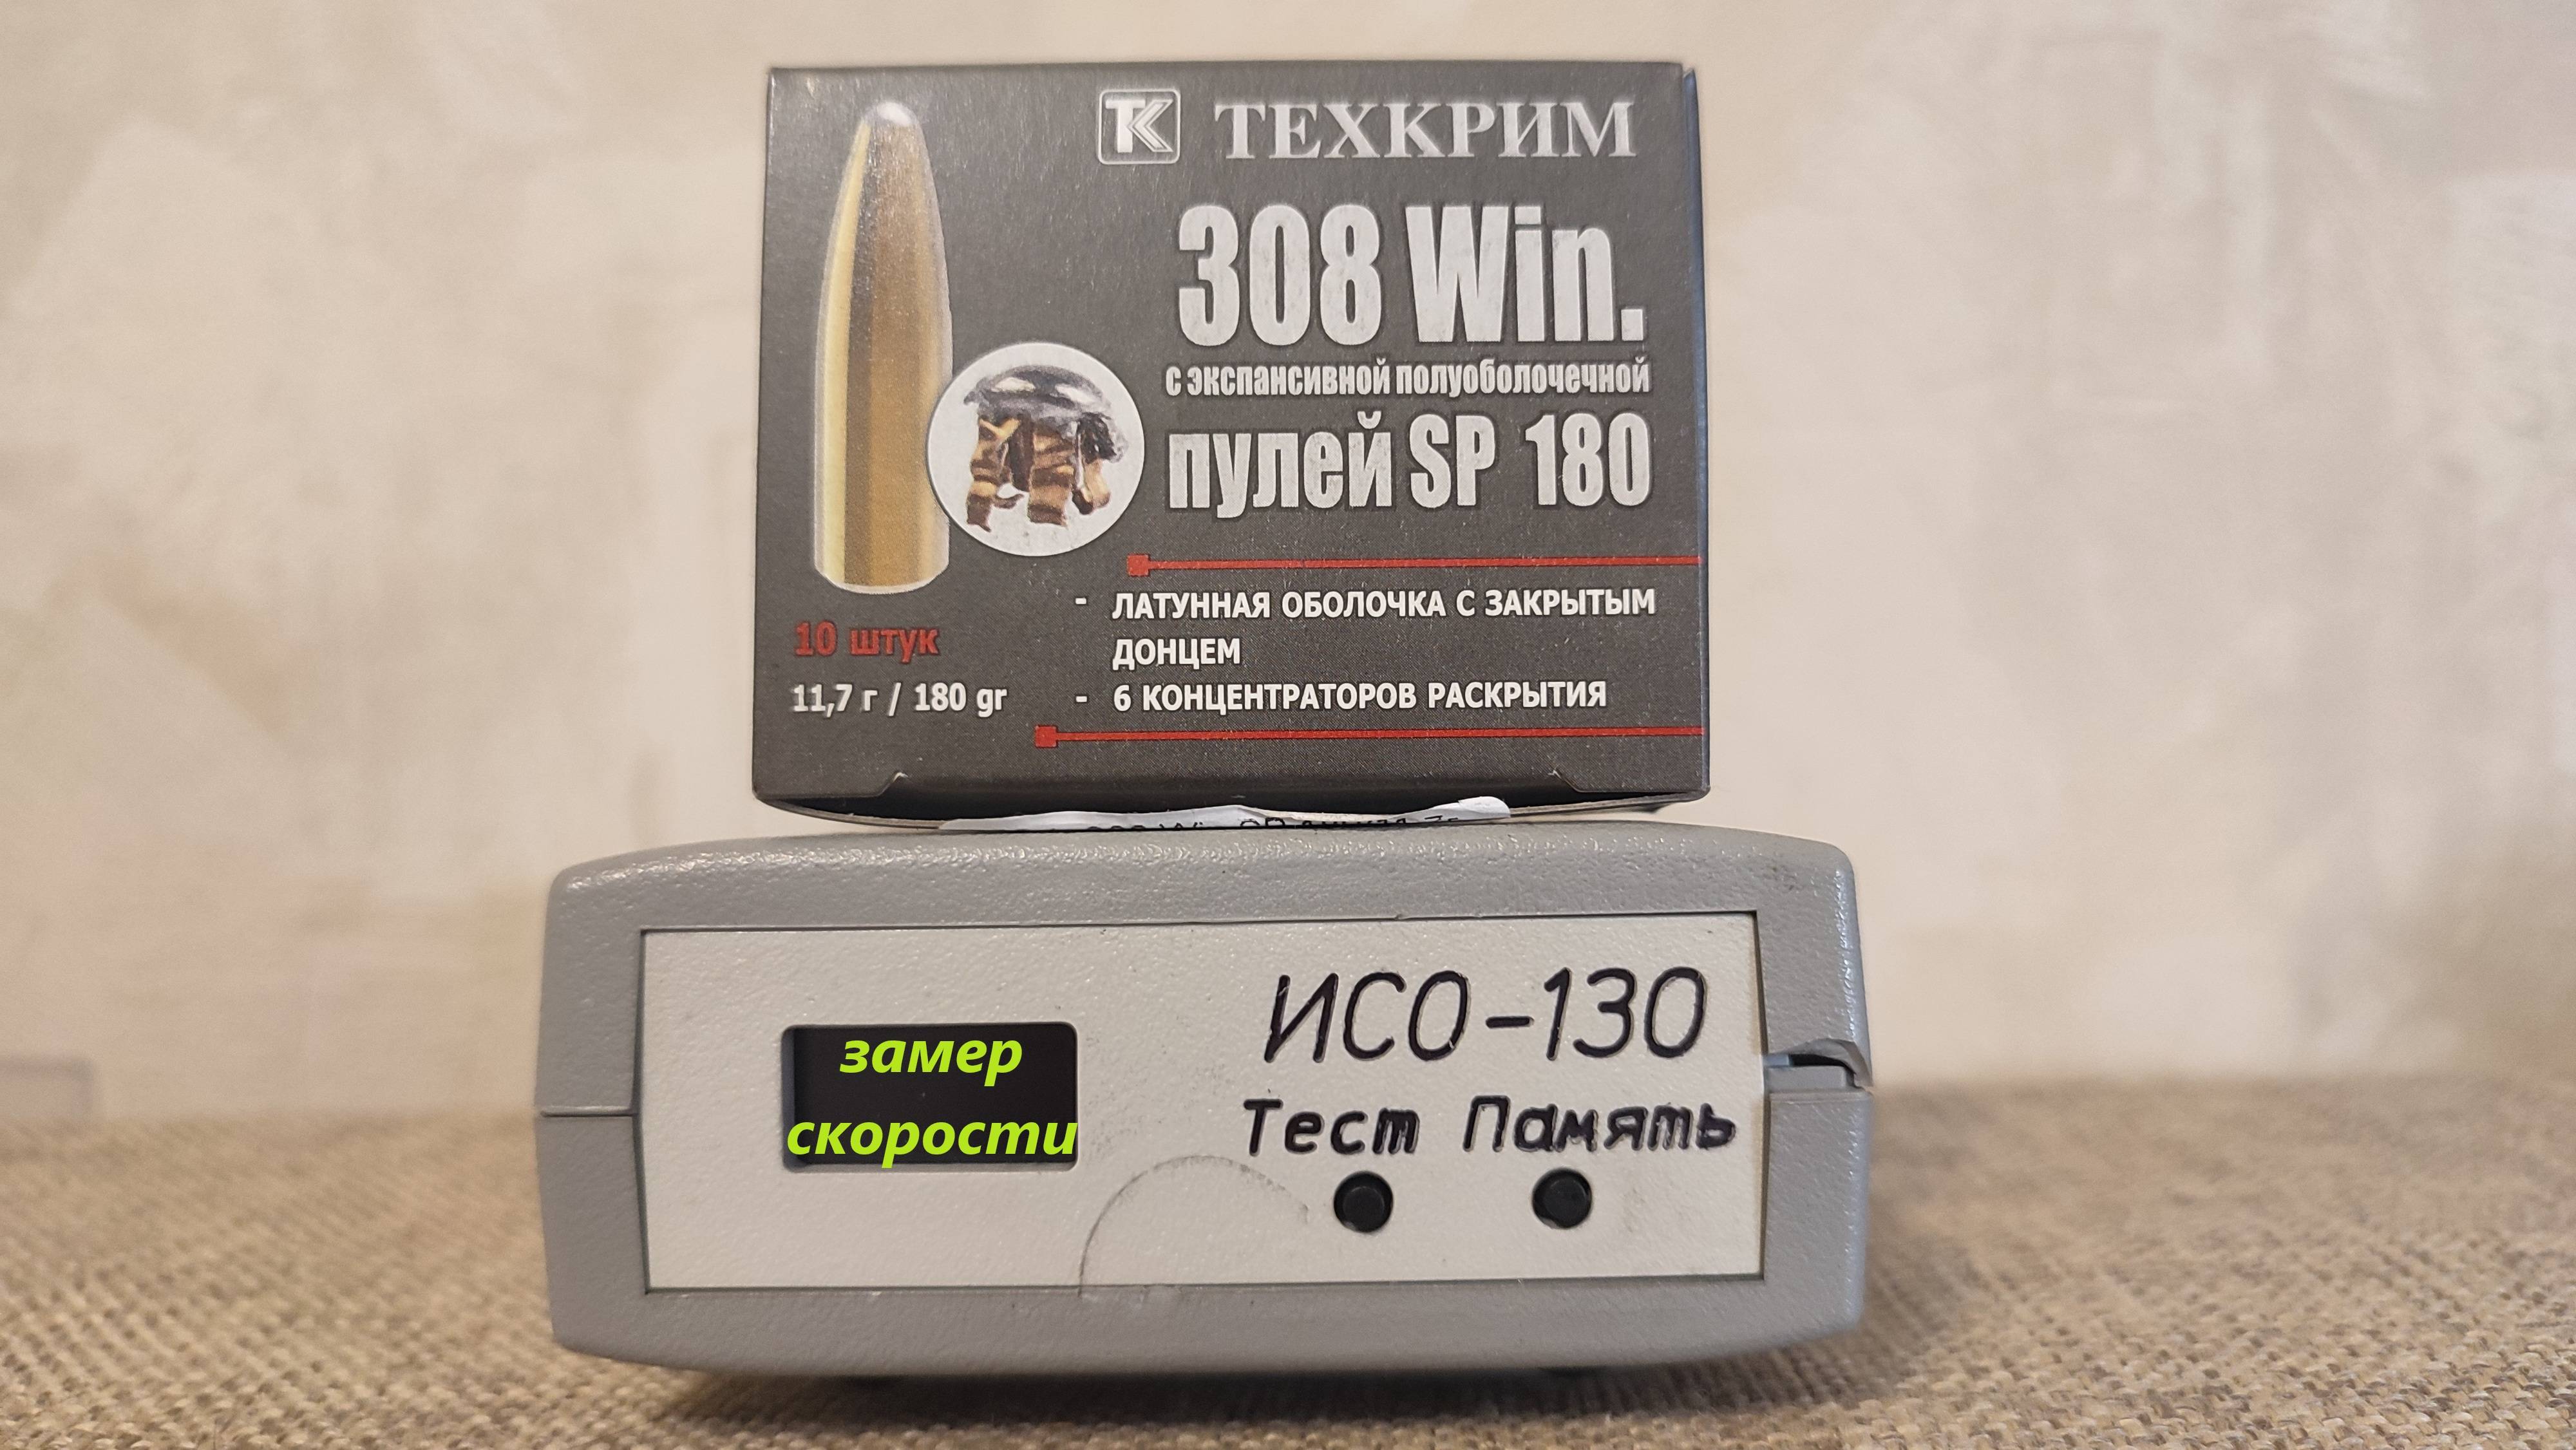 ТК ТЕХКРИМ
308 Win.
с экспансивной полуоболочечной
пулей SP 180
10 штук
11,7 г / 180 gr
- ЛАТУННАЯ ОБОЛОЧКА С ЗАКРЫТЫМ
ДОНЦЕМ
- 6 КОНЦЕНТРАТОРОВ РАСКРЫТИЯ
ИСО-130
замер
скорости
Тест Память